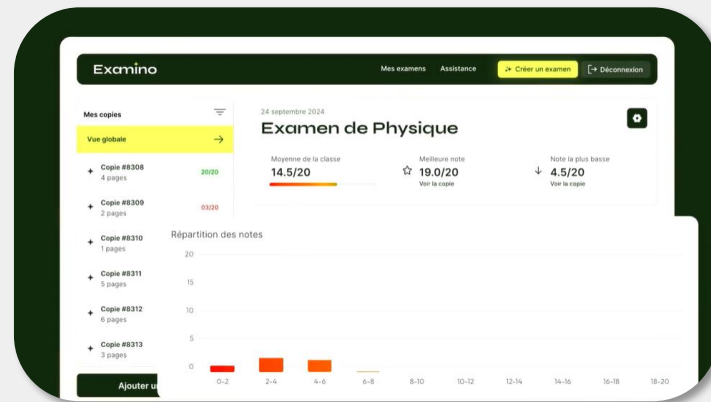 Examino
Mes examens
Assistance
Créer un examen
Déconnexion
Mes copies
Vue globale
Copie #8308
4 pages
20/20
Copie #8309
2 pages
03/20
Copie #8310
1 pages
Copie #8311
5 pages
Copie #8312
6 pages
Copie #8313
3 pages
Ajouter u
24 septembre 2024
Examen de Physique
Moyenne de la classe
14.5/20
Meilleure note
19.0/20
Voir la copie
Note la plus basse
4.5/20
Voir la copie
Répartition des notes
20
15
10
5
0
0-2
2-4
4-6
6-8
8-10
10-12
12-14
14-16
16-18
18-20